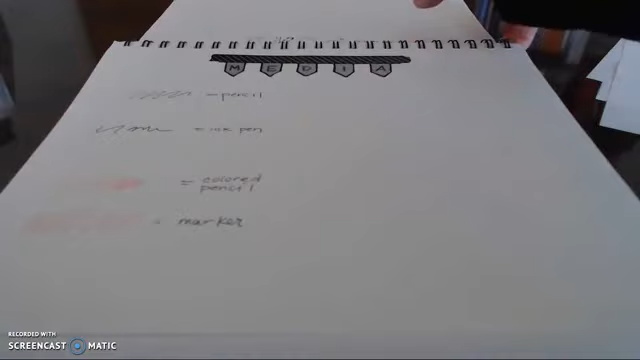 MEDIA
= pencil
= ink pen
= colored
pencil
= marker
RECORDED WITH
SCREENCAST MATIC